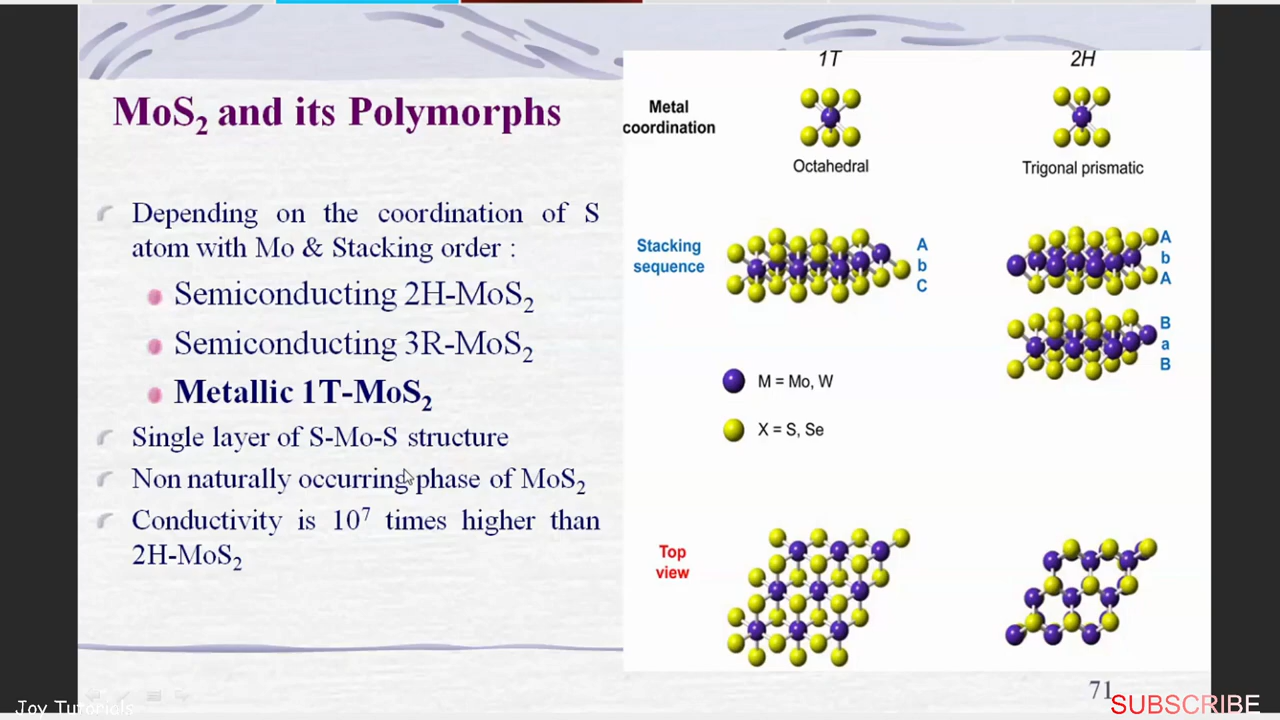 MoS₂ and its Polymorphs
Depending on the coordination of S
atom with Mo & Stacking order :
Semiconducting 2H-MoS₂
Semiconducting 3R-MoS₂
Metallic 1T-MoS₂
Single layer of S-Mo-S structure
Non naturally occurring phase of MoS₂
Conductivity is 10⁷ times higher than
2H-MoS₂
1T
2H
Metal
coordination
Octahedral
Trigonal prismatic
Stacking
sequence
A
b
C
A
b
A
B
a
B
M = Mo, W
X = S, Se
Top
view
71
Joy Tutorials
SUBSCRIBE